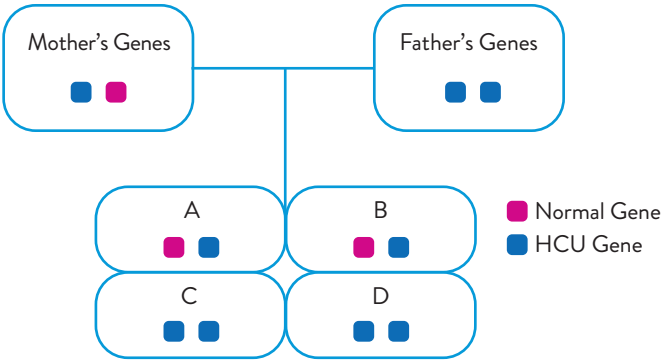 Mother's Genes
Father's Genes
A
B
Normal Gene
HCU Gene
C
D